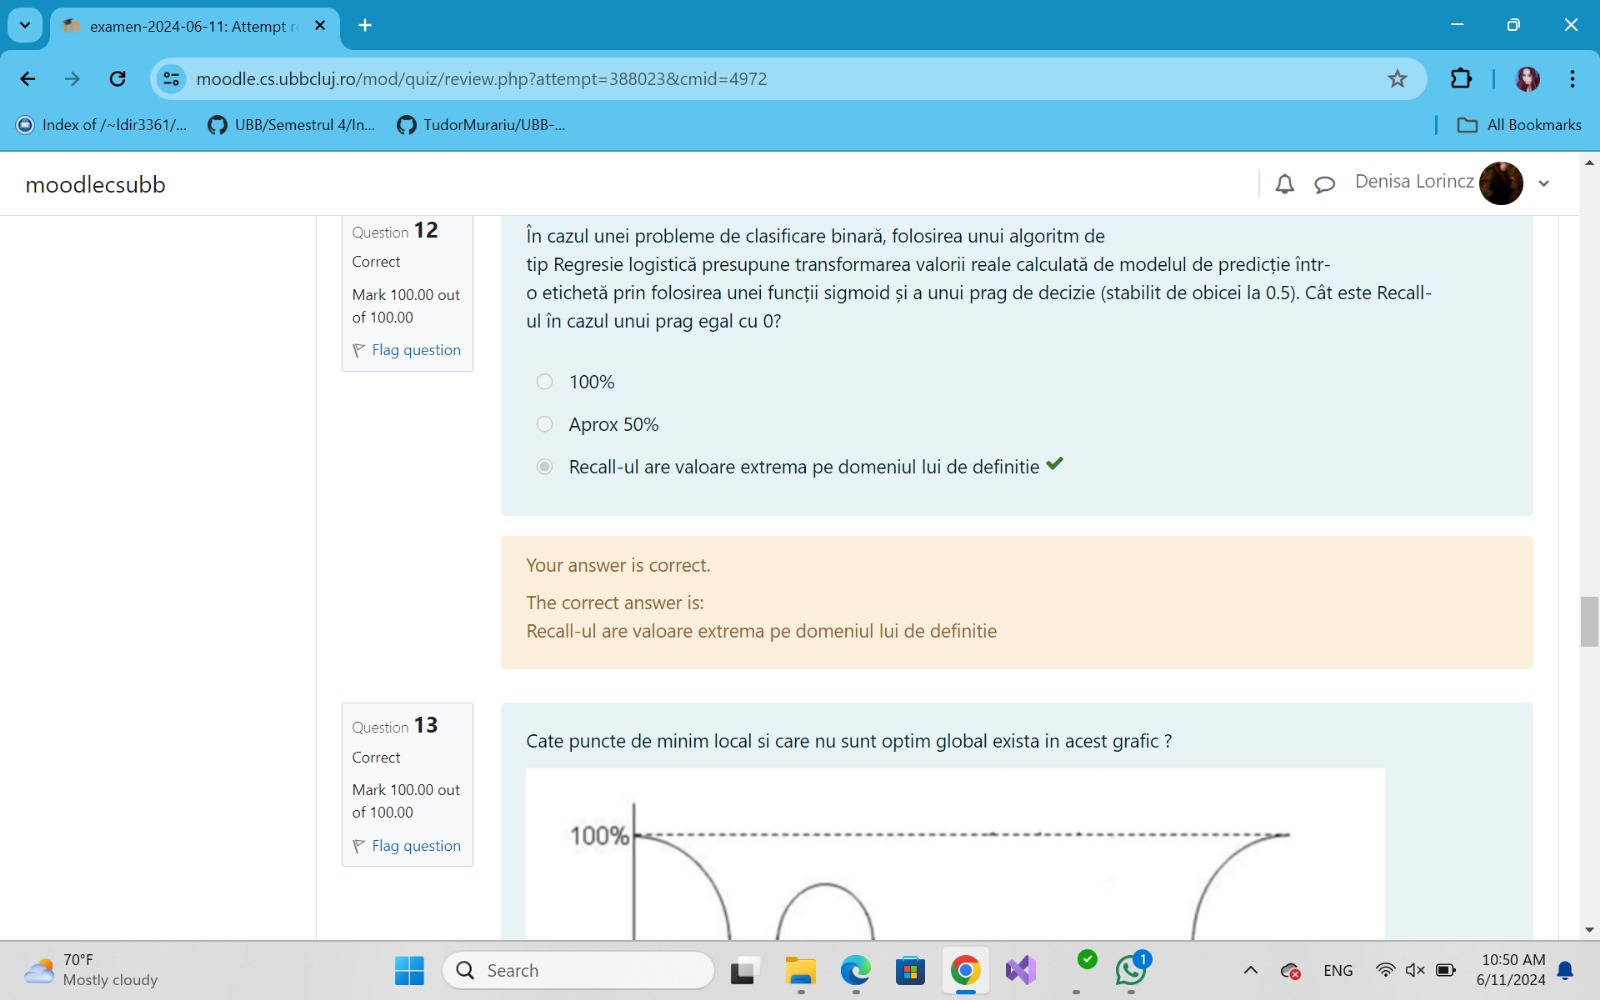 examen-2024-06-11: Attempt r
moodle.cs.ubbcluj.ro/mod/quiz/review.php?attempt=388023&cmid=4972
Index of /~ldir3361/...
UBB/Semestrul 4/In...
TudorMurariu/UBB-...
All Bookmarks
moodlecsubb
Denisa Lorincz
Question 12
Correct
Mark 100.00 out
of 100.00
Flag question
În cazul unei probleme de clasificare binară, folosirea unui algoritm de
tip Regresie logistică presupune transformarea valorii reale calculată de modelul de predicție într-
o etichetă prin folosirea unei funcții sigmoid și a unui prag de decizie (stabilit de obicei la 0.5). Cât este Recall-
ul în cazul unui prag egal cu 0?
100%
Aprox 50%
Recall-ul are valoare extrema pe domeniul lui de definitie
Your answer is correct.
The correct answer is:
Recall-ul are valoare extrema pe domeniul lui de definitie
Question 13
Correct
Mark 100.00 out
of 100.00
Flag question
Cate puncte de minim local si care nu sunt optim global exista in acest grafic ?
100%
70°F
Mostly cloudy
Search
1
ENG
10:50 AM
6/11/2024